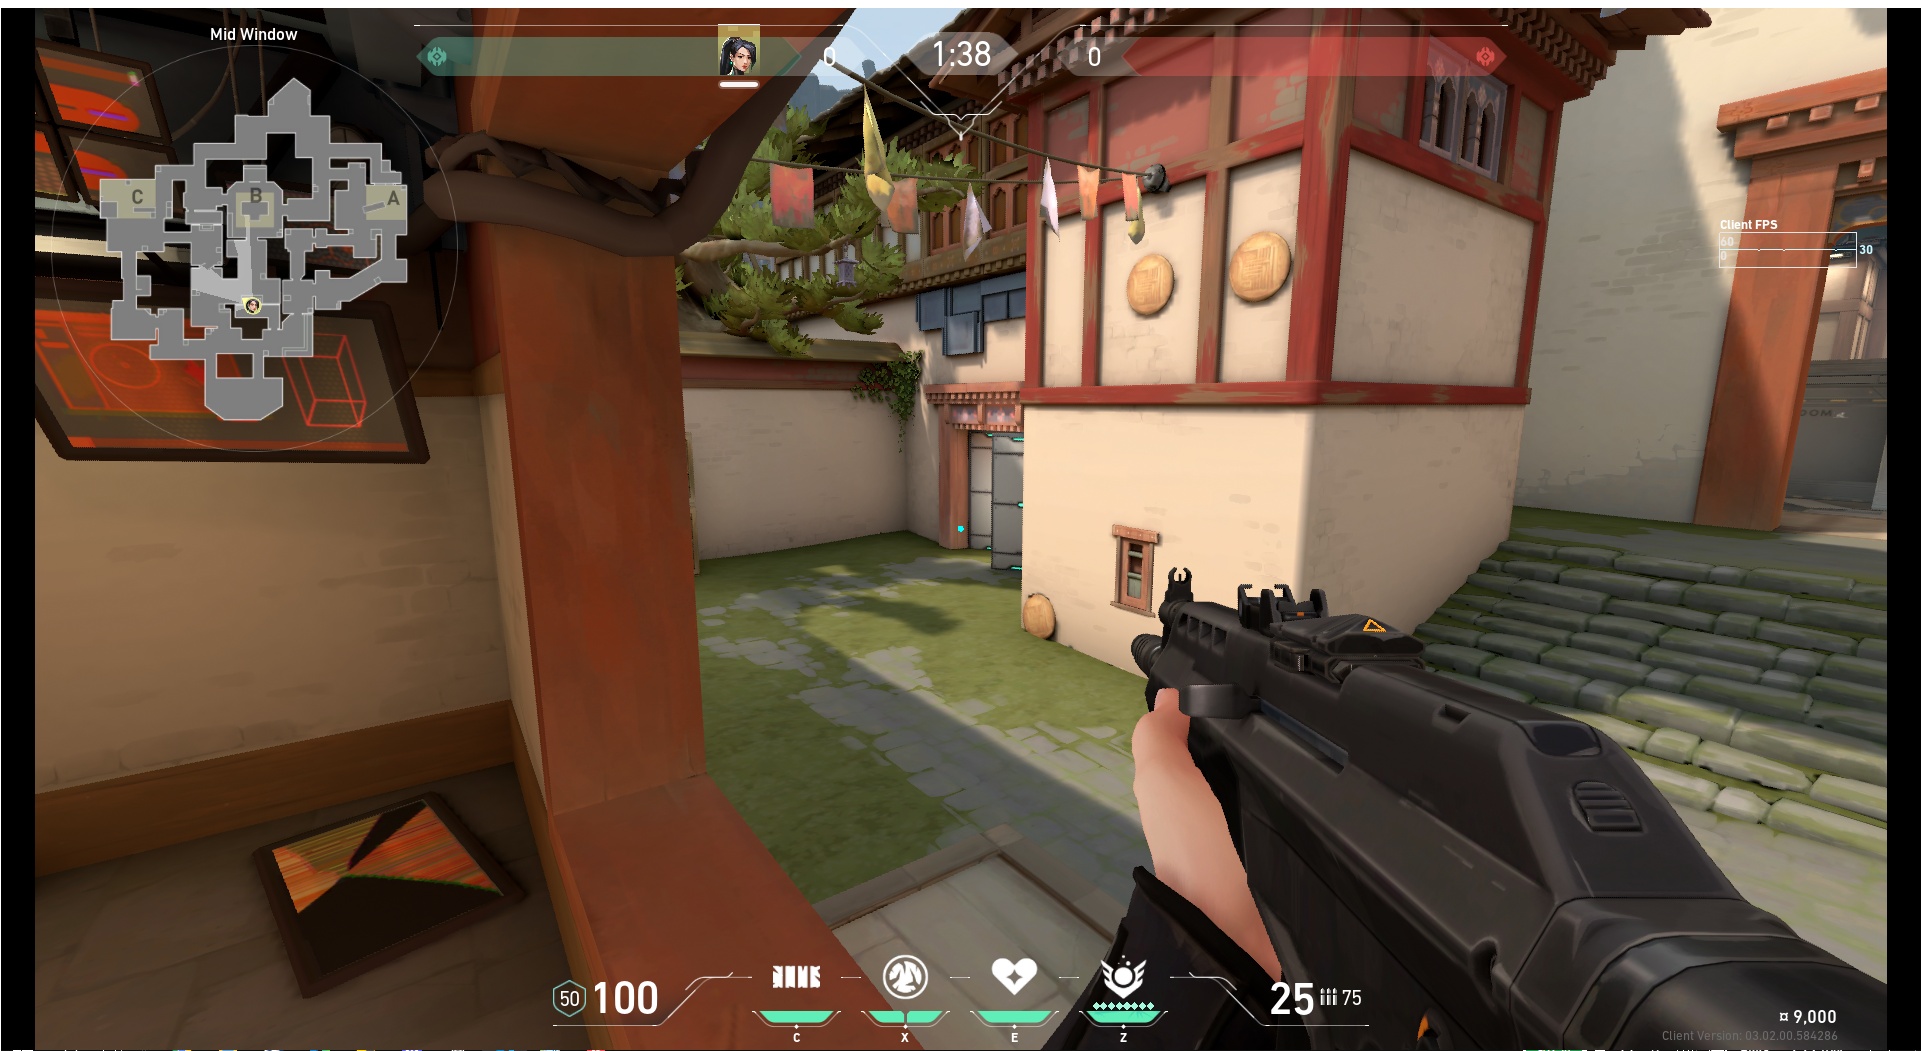 Mid Window
0
1:38
0
C
B
A
Client FPS
60
0
30
50
100
25
75
C
X
E
Z
¤ 9,000
Client Version: 03.02.00.584286